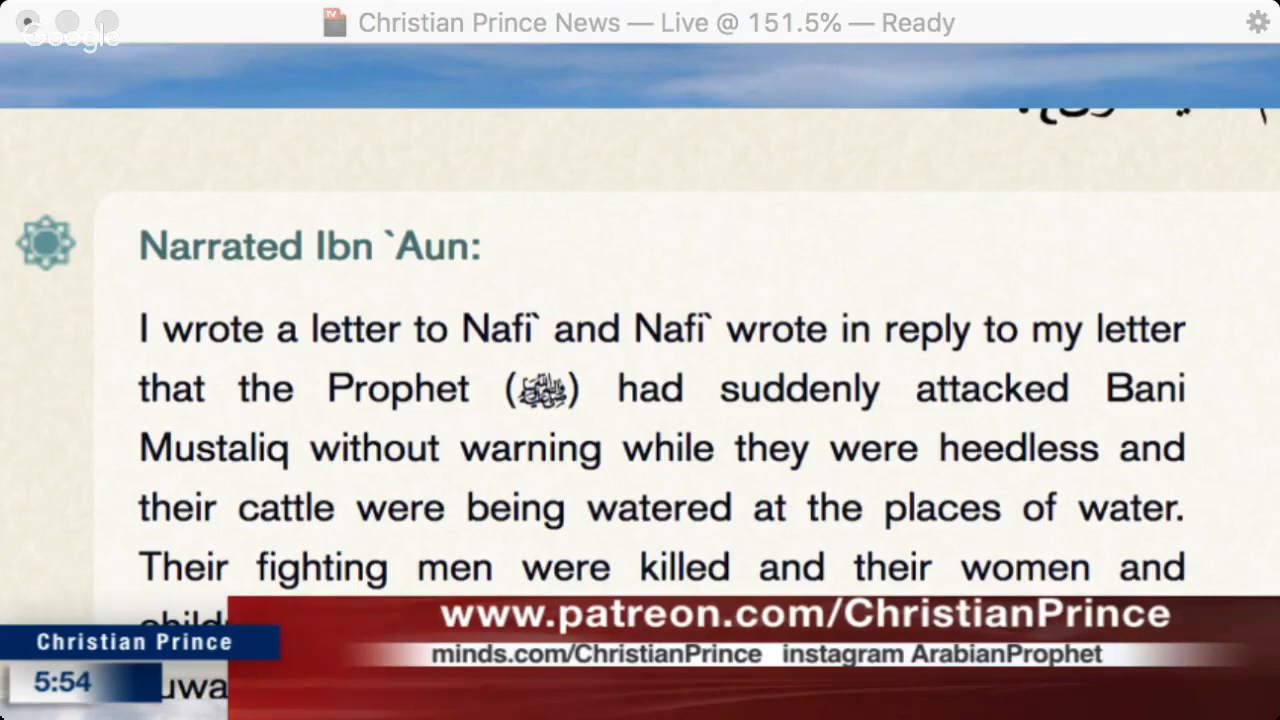 Christian Prince News — Live @ 151.5% — Ready
Google
Narrated Ibn `Aun:
I wrote a letter to Nafi` and Nafi` wrote in reply to my letter
that the Prophet (ﷺ) had suddenly attacked Bani
Mustaliq without warning while they were heedless and
their cattle were being watered at the places of water.
Their fighting men were killed and their women and
www.patreon.com/ChristianPrince
Christian Prince
minds.com/ChristianPrince instagram ArabianProphet
5:54